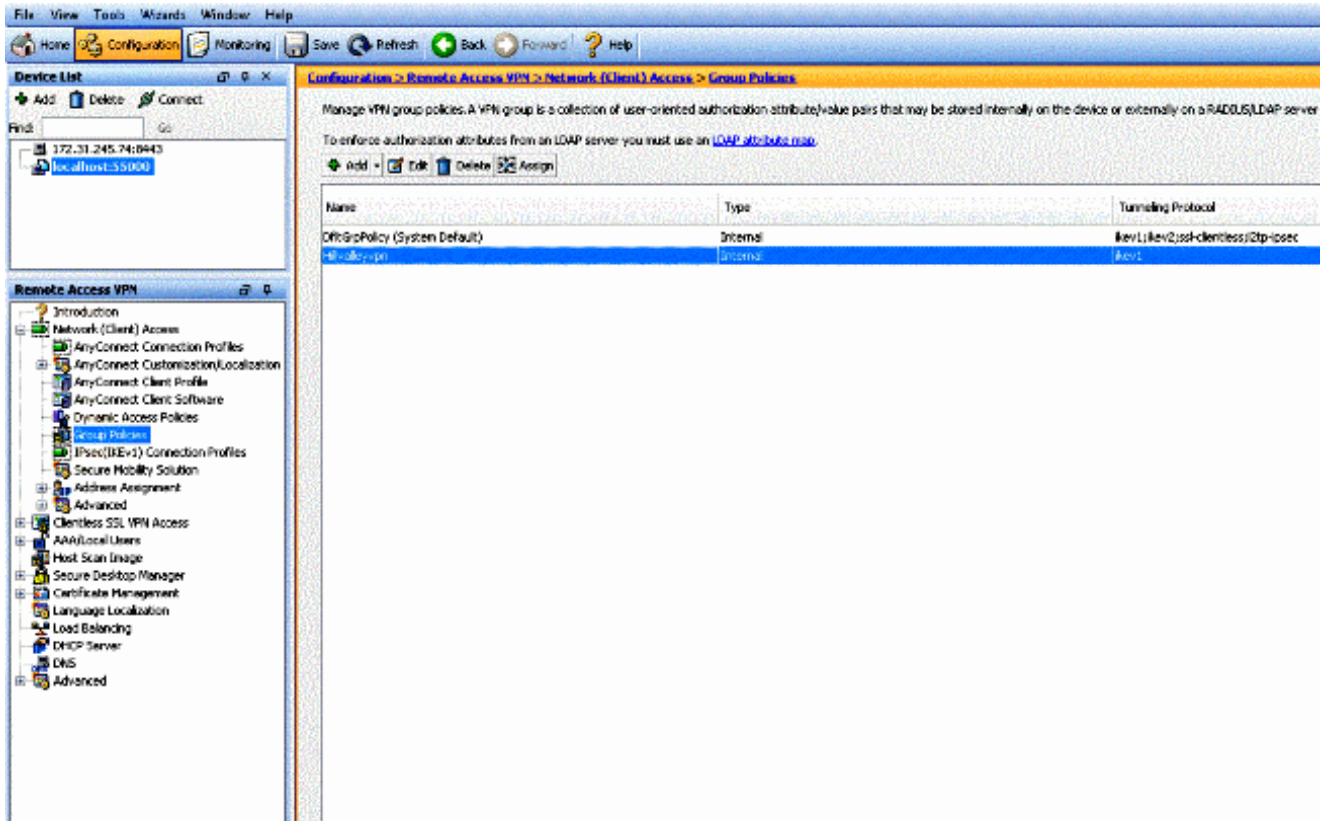 File View Tools Wizards Window Help
Home Configuration Monitoring Save Refresh Back Forward Help
Device List
Add Delete Connect
Find: Go
172.31.245.74:8443
localhost:55000
Remote Access VPN
Introduction
Network (Client) Access
AnyConnect Connection Profiles
AnyConnect Customization/Localization
AnyConnect Client Profile
AnyConnect Client Software
Dynamic Access Policies
Group Policies
IPsec(IKEv1) Connection Profiles
Secure Mobility Solution
Address Assignment
Advanced
Clientless SSL VPN Access
AAA/Local Users
Host Scan Image
Secure Desktop Manager
Certificate Management
Language Localization
Load Balancing
DHCP Server
DNS
Advanced
Configuration > Remote Access VPN > Network (Client) Access > Group Policies
Manage VPN group policies. A VPN group is a collection of user-oriented authorization attribute/value pairs that may be stored internally on the device or externally on a RADIUS/LDAP server
To enforce authorization attributes from an LDAP server you must use an LDAP attribute map.
Add Edit Delete Assign
Name Type Tunneling Protocol
DfltGrpPolicy (System Default) Internal ikev1;ikev2;ssl-clientless;l2tp-ipsec
Hillvalleyvpn Internal ikev1